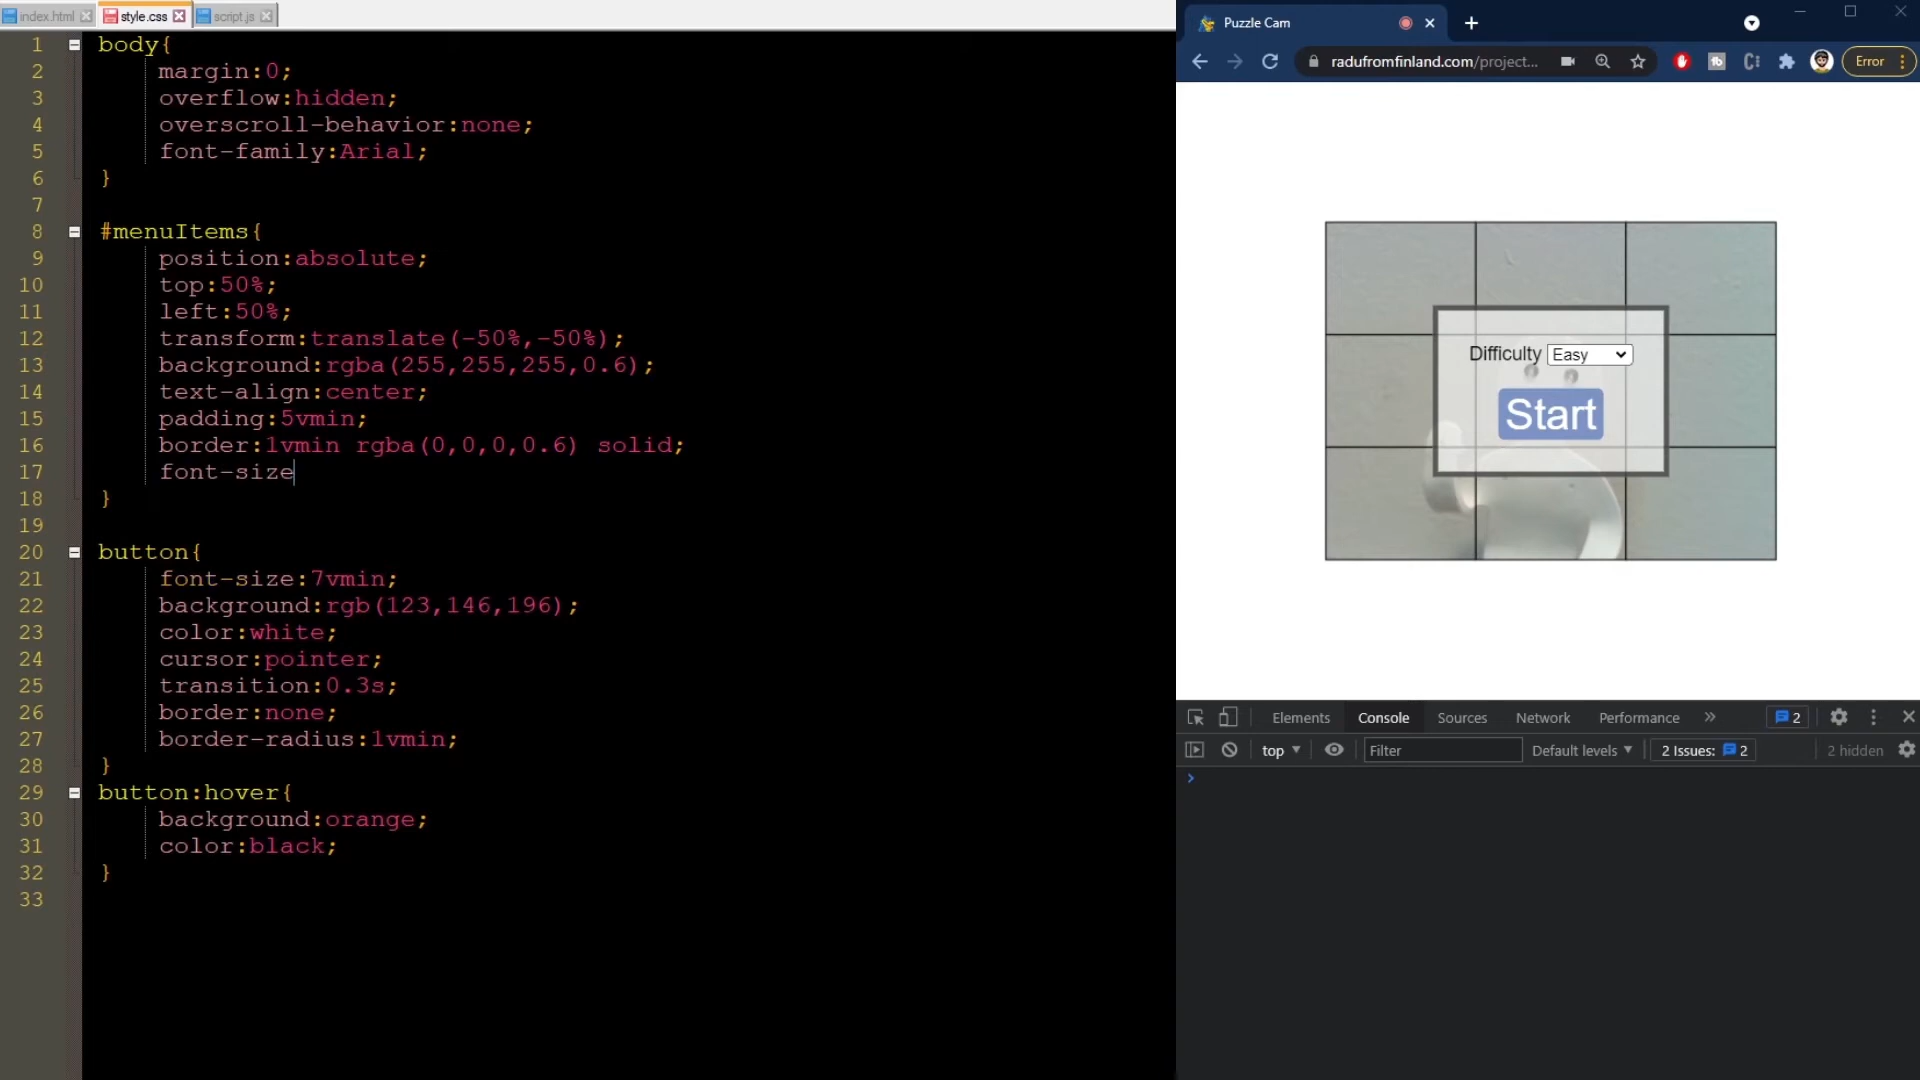 index.html style.css script.js
1 body{
2 margin:0;
3 overflow:hidden;
4 overscroll-behavior:none;
5 font-family:Arial;
6 }
7
8 #menuItems{
9 position:absolute;
10 top:50%;
11 left:50%;
12 transform:translate(-50%,-50%);
13 background:rgba(255,255,255,0.6);
14 text-align:center;
15 padding:5vmin;
16 border:1vmin rgba(0,0,0,0.6) solid;
17 font-size
18 }
19
20 button{
21 font-size:7vmin;
22 background:rgb(123,146,196);
23 color:white;
24 cursor:pointer;
25 transition:0.3s;
26 border:none;
27 border-radius:1vmin;
28 }
29 button:hover{
30 background:orange;
31 color:black;
32 }
33
Puzzle Cam
radufromfinland.com/project... Error
Difficulty Easy
Start
Elements Console Sources Network Performance » 2
top Filter Default levels 2 Issues: 2 2 hidden